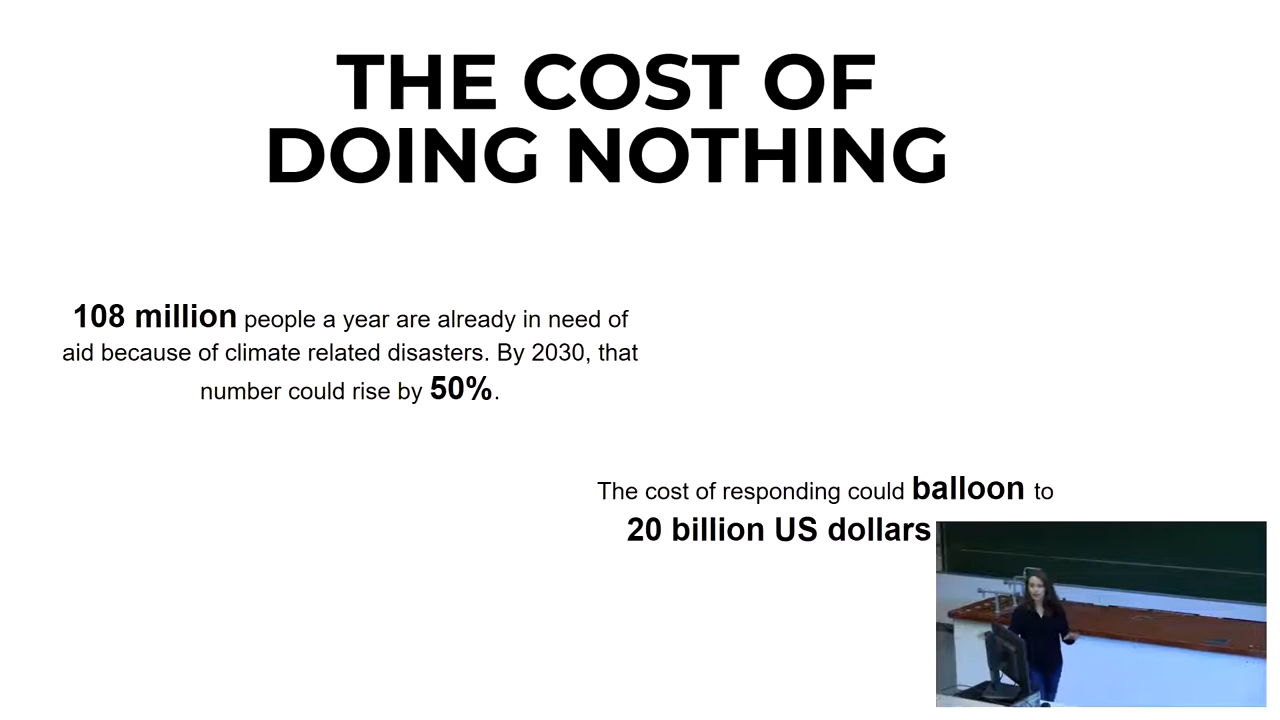 THE COST OF
DOING NOTHING
108 million people a year are already in need of
aid because of climate related disasters. By 2030, that
number could rise by 50%.
The cost of responding could balloon to
20 billion US dollars